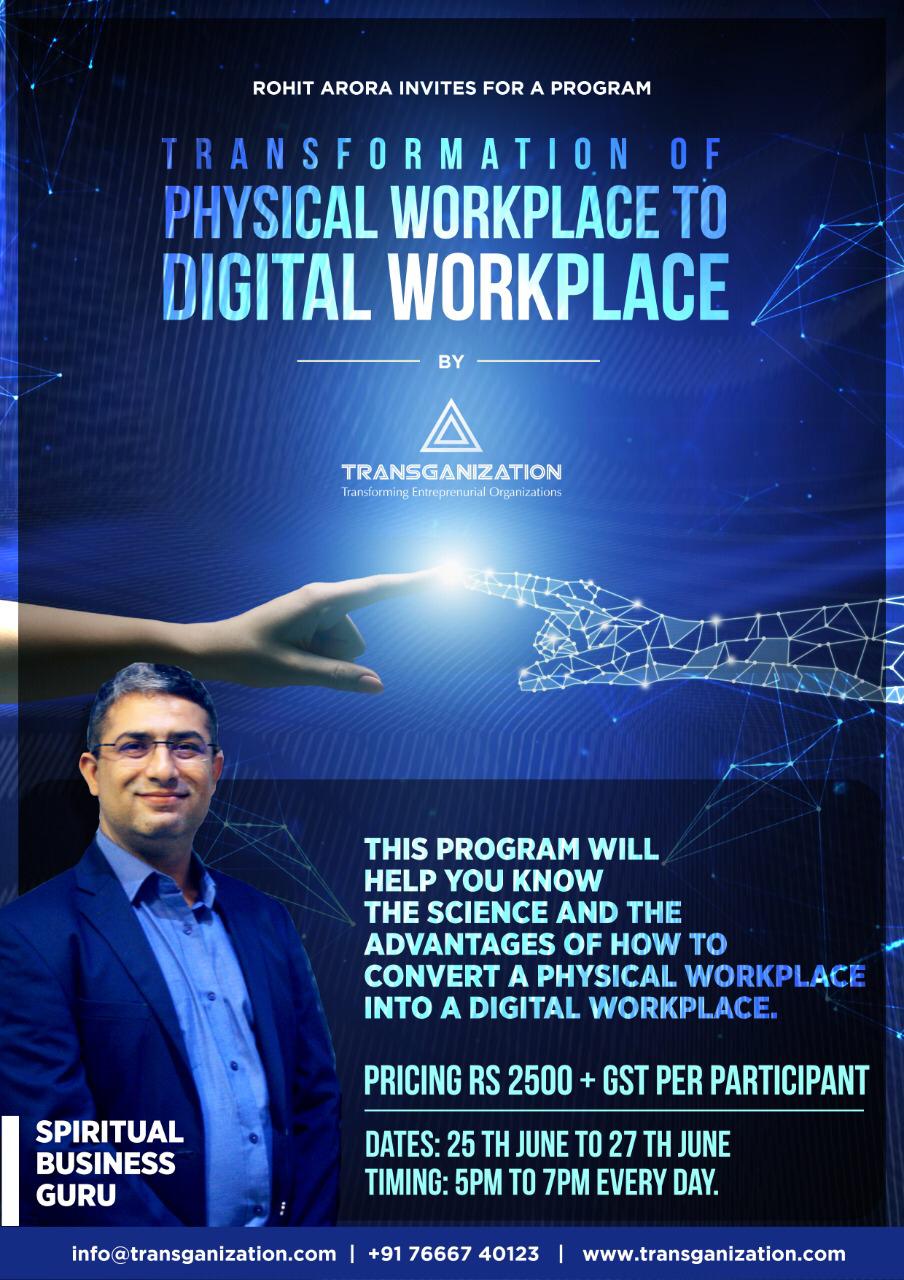 ROHIT ARORA INVITES FOR A PROGRAM
TRANSFORMATION OF
PHYSICAL WORKPLACE TO
DIGITAL WORKPLACE
BY
TRANSGANIZATION
Transforming Entreprenurial Organizations
THIS PROGRAM WILL
HELP YOU KNOW
THE SCIENCE AND THE
ADVANTAGES OF HOW TO
CONVERT A PHYSICAL WORKPLACE
INTO A DIGITAL WORKPLACE.
PRICING RS 2500 + GST PER PARTICIPANT
DATES: 25 TH JUNE TO 27 TH JUNE
TIMING: 5PM TO 7PM EVERY DAY.
SPIRITUAL
BUSINESS
GURU
info@transganization.com | +91 76667 40123 | www.transganization.com